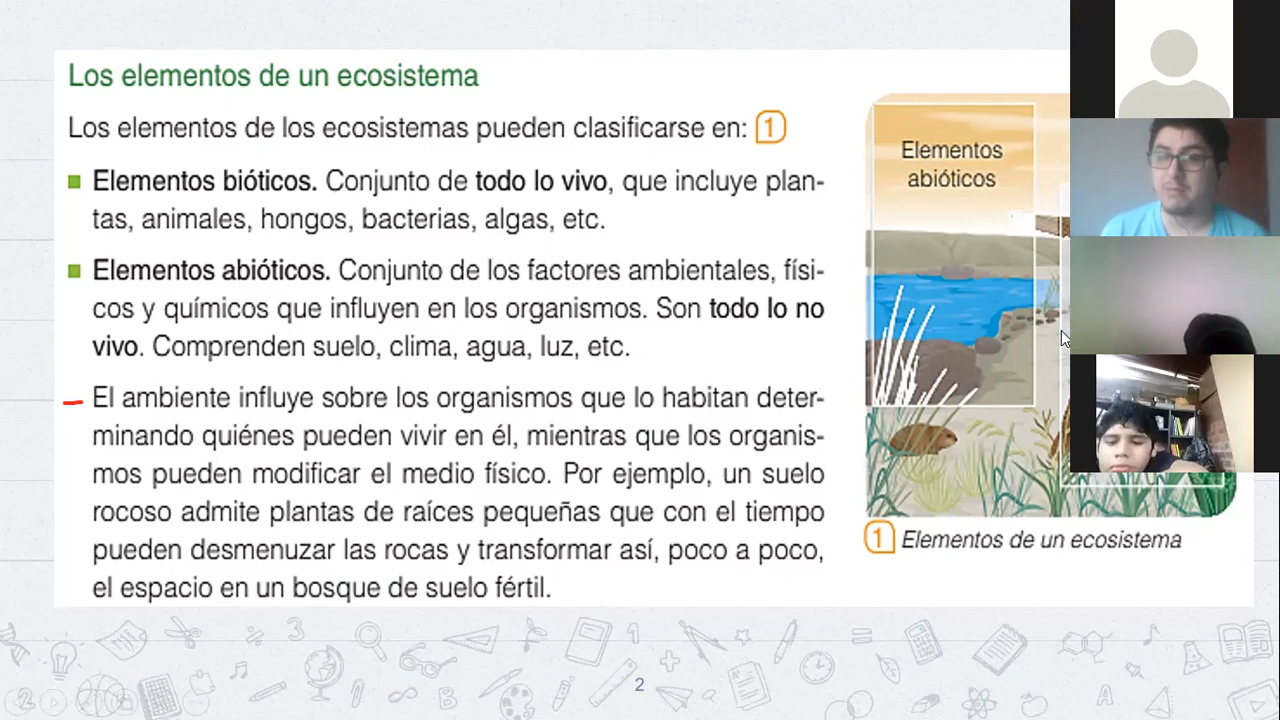 Los elementos de un ecosistema
Los elementos de los ecosistemas pueden clasificarse en: 1
Elementos bióticos. Conjunto de todo lo vivo, que incluye plan-
tas, animales, hongos, bacterias, algas, etc.
Elementos abióticos. Conjunto de los factores ambientales, físi-
cos y químicos que influyen en los organismos. Son todo lo no
vivo. Comprenden suelo, clima, agua, luz, etc.
El ambiente influye sobre los organismos que lo habitan deter-
minando quiénes pueden vivir en él, mientras que los organis-
mos pueden modificar el medio físico. Por ejemplo, un suelo
rocoso admite plantas de raíces pequeñas que con el tiempo
pueden desmenuzar las rocas y transformar así, poco a poco,
el espacio en un bosque de suelo fértil.
Elementos
abióticos
1 Elementos de un ecosistema
2